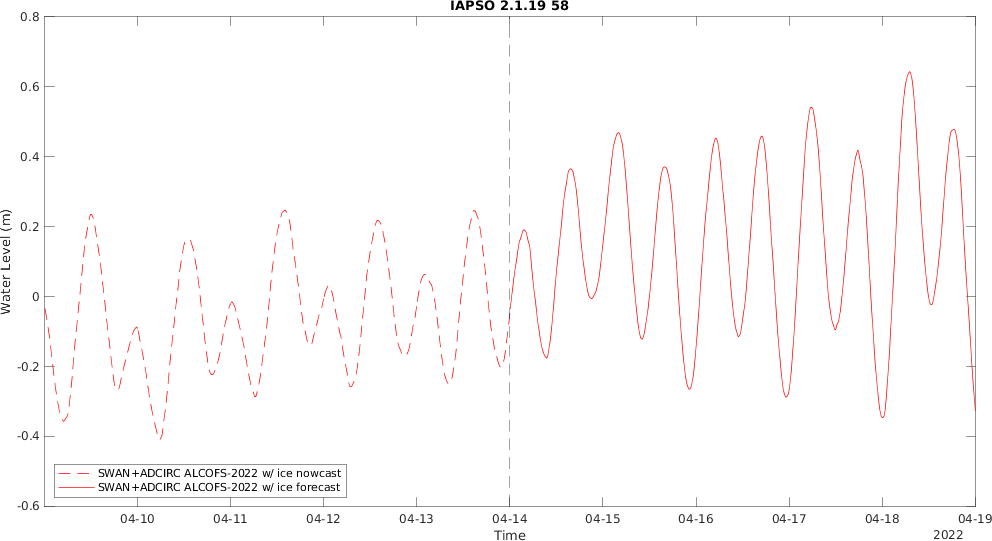 IAPSO 2.1.19 58
0.8
0.6
0.4
0.2
0
-0.2
-0.4
-0.6
Water Level (m)
SWAN+ADCIRC ALCOFS-2022 w/ ice nowcast
SWAN+ADCIRC ALCOFS-2022 w/ ice forecast
04-10 04-11 04-12 04-13 04-14 04-15 04-16 04-17 04-18 04-19
Time
2022